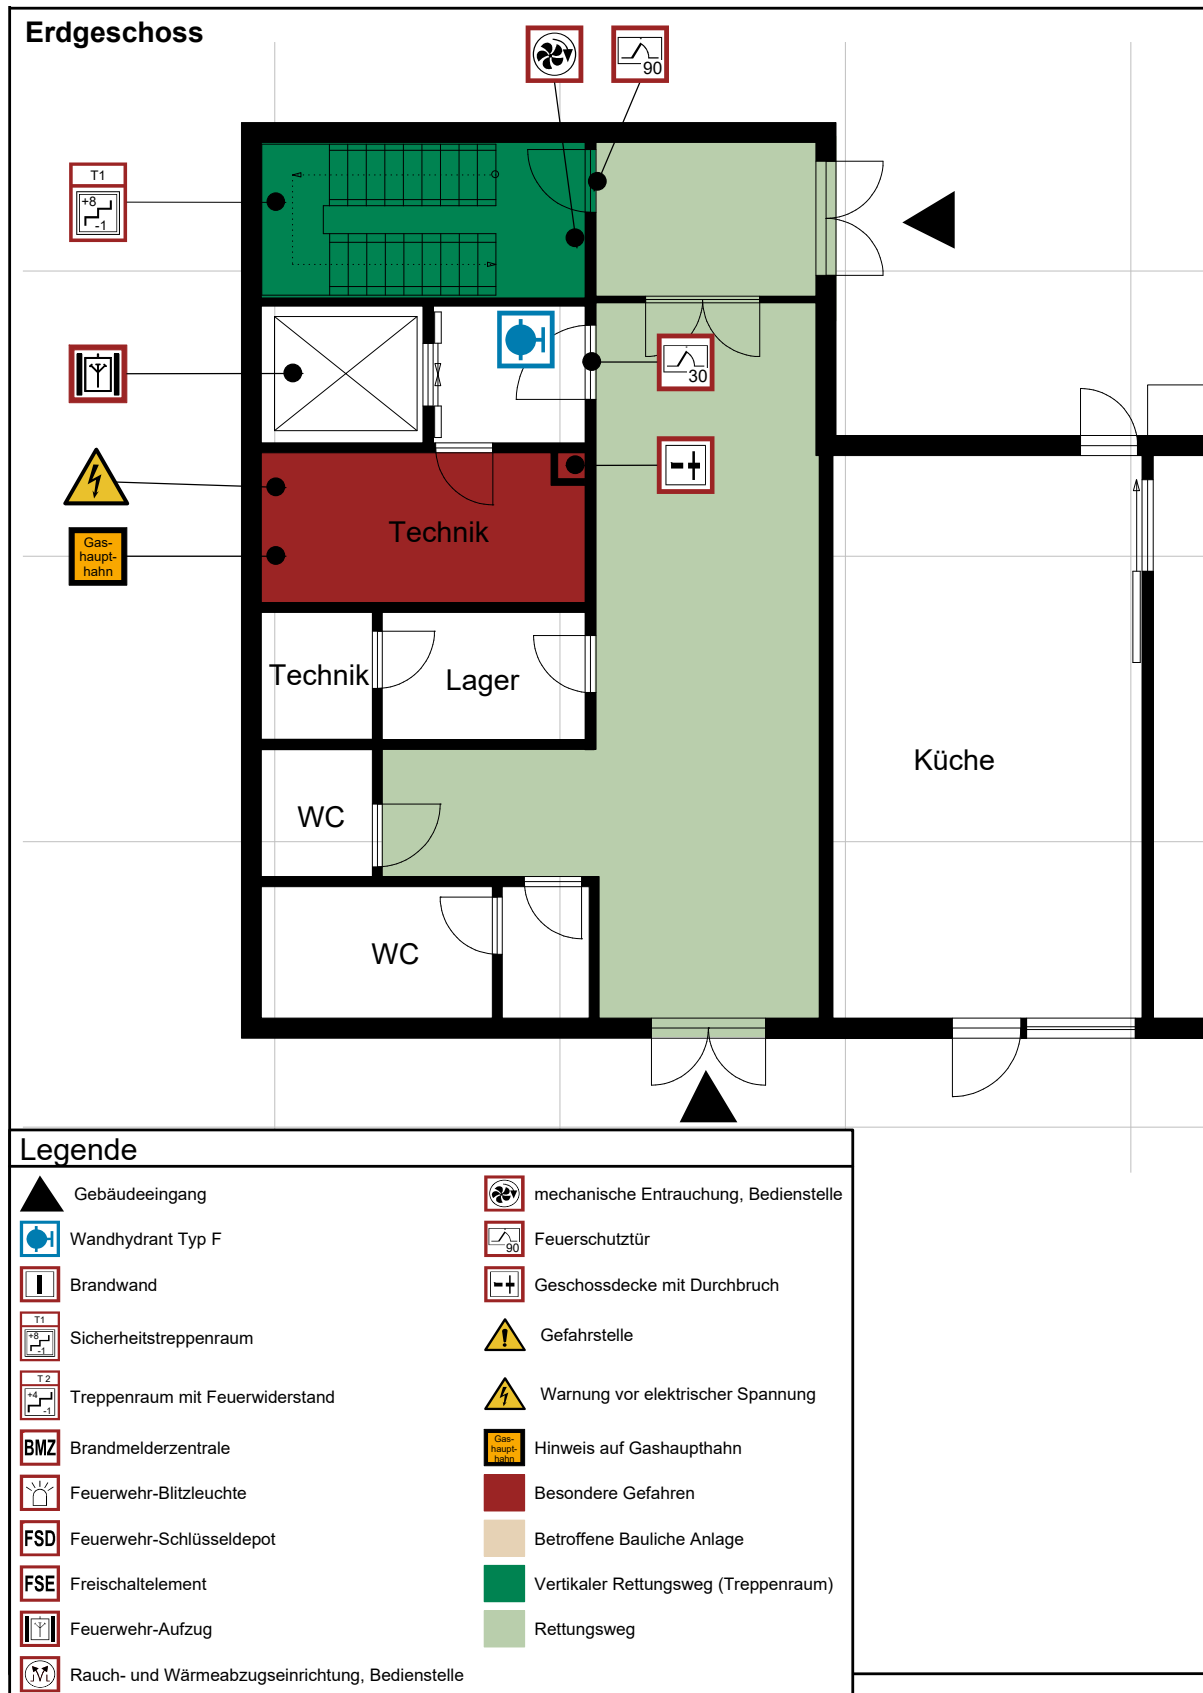 Erdgeschoss
90
T1
+8
-1
30
Gas-
haupt-
hahn
Technik
Technik
Lager
Küche
WC
WC
Legende
Gebäudeeingang
mechanische Entrauchung, Bedienstelle
Wandhydrant Typ F
90
Feuerschutztür
Brandwand
Geschossdecke mit Durchbruch
T1
+8
-1
Sicherheitstreppenraum
Gefahrstelle
T 2
+4
-1
Treppenraum mit Feuerwiderstand
Warnung vor elektrischer Spannung
BMZ
Brandmelderzentrale
Gas-
haupt-
hahn
Hinweis auf Gashaupthahn
Feuerwehr-Blitzleuchte
Besondere Gefahren
FSD
Feuerwehr-Schlüsseldepot
Betroffene Bauliche Anlage
FSE
Freischaltelement
Vertikaler Rettungsweg (Treppenraum)
Feuerwehr-Aufzug
Rettungsweg
Rauch- und Wärmeabzugseinrichtung, Bedienstelle